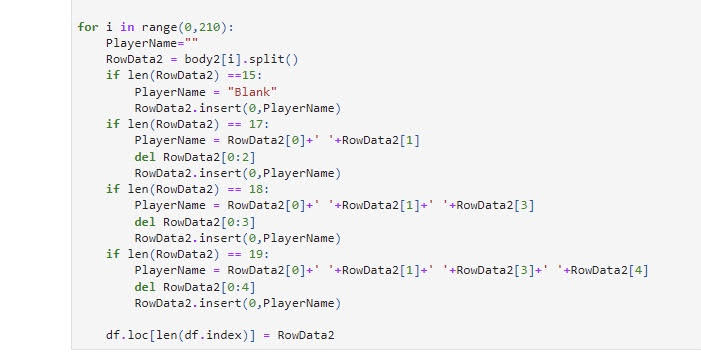 for i in range(0,210):
    PlayerName=""
    RowData2 = body2[i].split()
    if len(RowData2) ==15:
        PlayerName = "Blank"
        RowData2.insert(0,PlayerName)
    if len(RowData2) == 17:
        PlayerName = RowData2[0]+' '+RowData2[1]
        del RowData2[0:2]
        RowData2.insert(0,PlayerName)
    if len(RowData2) == 18:
        PlayerName = RowData2[0]+' '+RowData2[1]+' '+RowData2[3]
        del RowData2[0:3]
        RowData2.insert(0,PlayerName)
    if len(RowData2) == 19:
        PlayerName = RowData2[0]+' '+RowData2[1]+' '+RowData2[3]+' '+RowData2[4]
        del RowData2[0:4]
        RowData2.insert(0,PlayerName)
    df.loc[len(df.index)] = RowData2